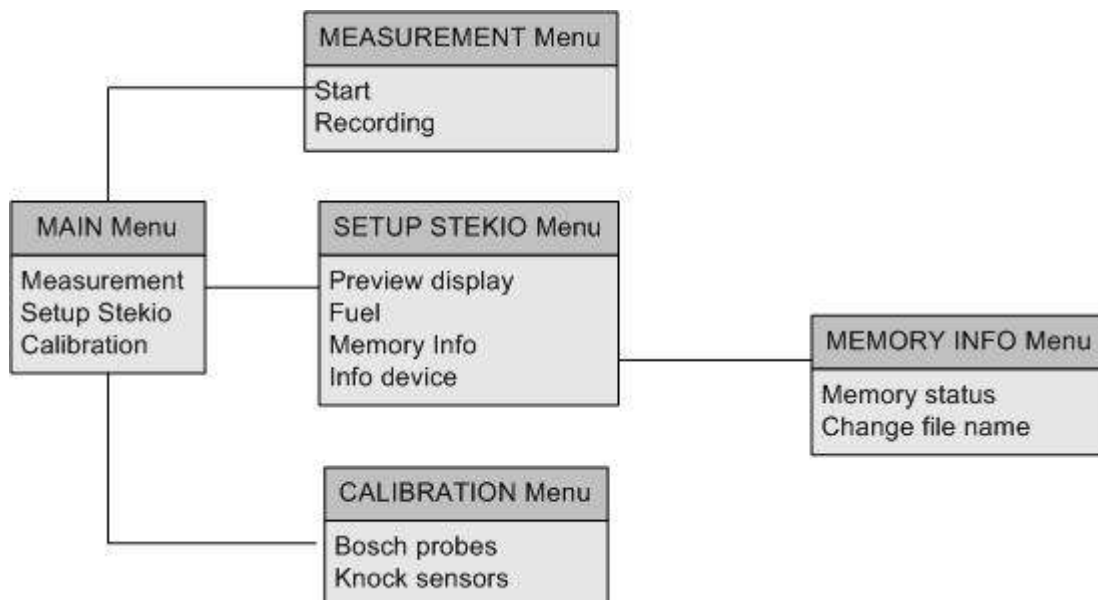 MEASUREMENT Menu
Start
Recording
MAIN Menu
Measurement
Setup Stekio
Calibration
SETUP STEKIO Menu
Preview display
Fuel
Memory Info
Info device
MEMORY INFO Menu
Memory status
Change file name
CALIBRATION Menu
Bosch probes
Knock sensors